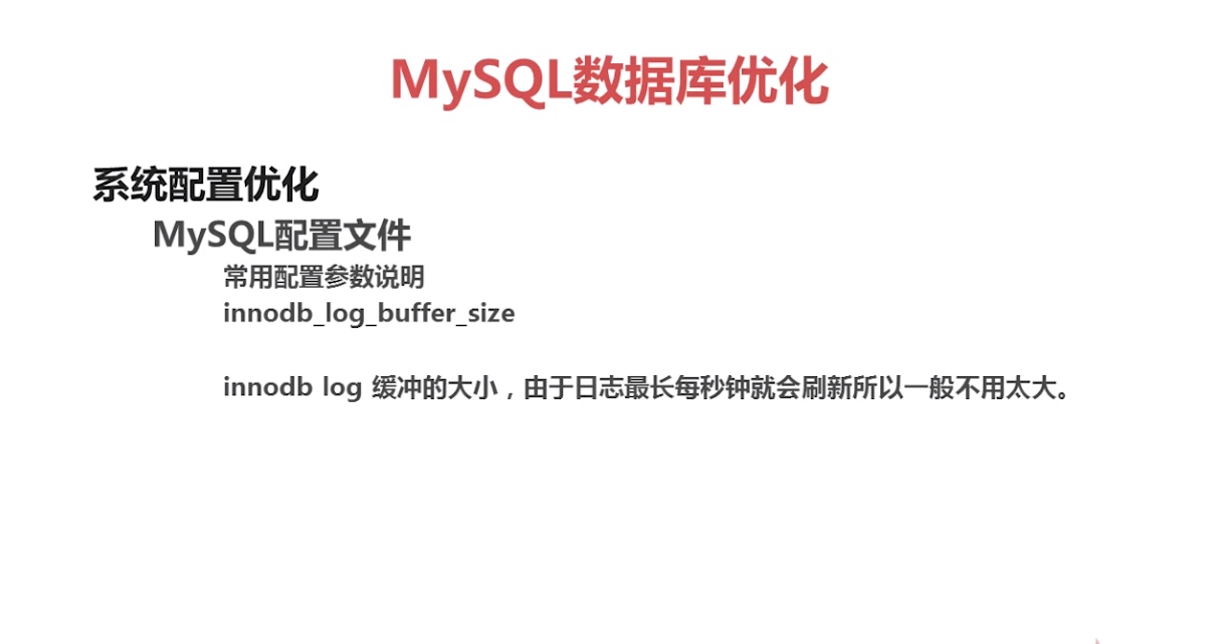 MySQL数据库优化
系统配置优化
MySQL配置文件
常用配置参数说明
innodb_log_buffer_size
innodb log 缓冲的大小，由于日志最长每秒钟就会刷新所以一般不用太大。